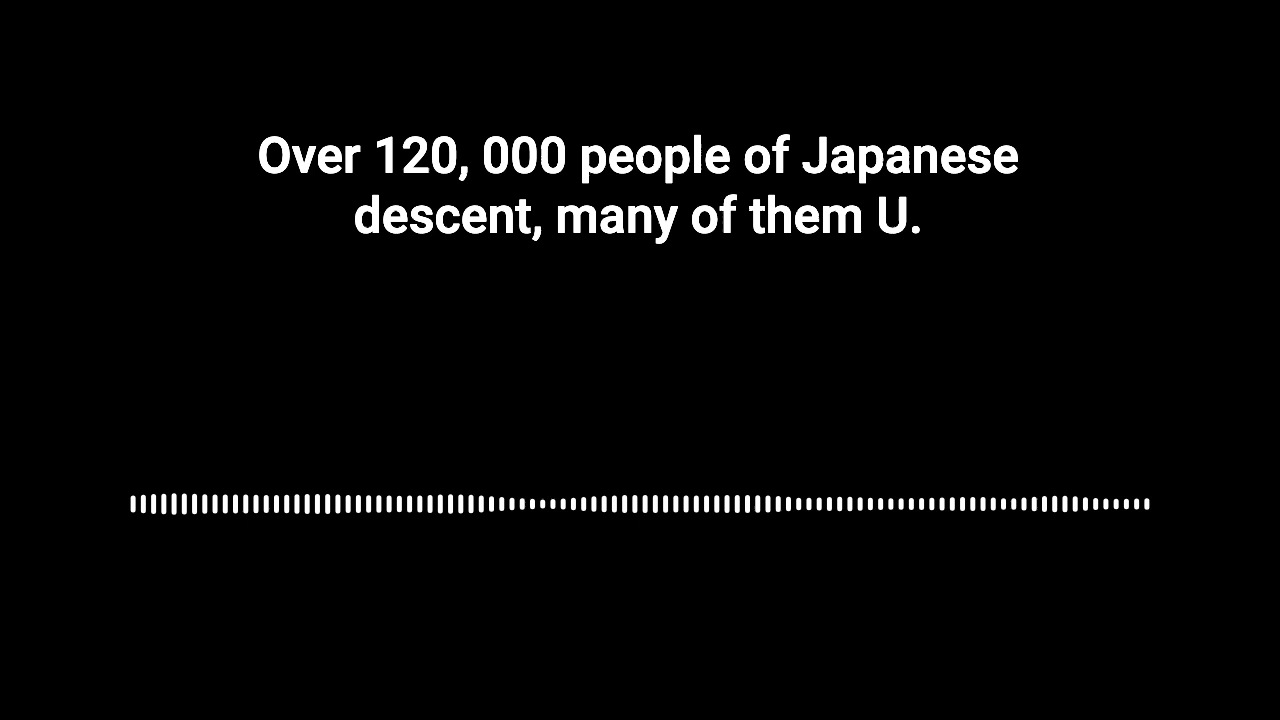 Over 120, 000 people of Japanese
descent, many of them U.